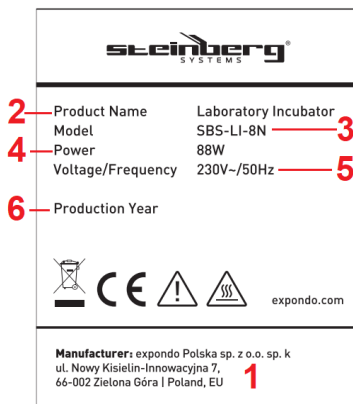 steinberg®
SYSTEMS
2 Product Name Laboratory Incubator
Model SBS-LI-8N 3
4 Power 88W
Voltage/Frequency 230V~/50Hz 5
6 Production Year
CE
expondo.com
Manufacturer: expondo Polska sp. z o.o. sp. k
ul. Nowy Kisielin-Innowacyjna 7,
66-002 Zielona Góra | Poland, EU 1